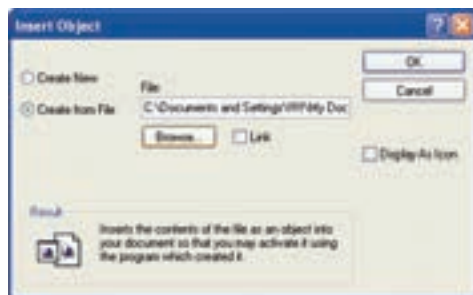 Insert Object
OK
Cancel
Create New
File:
Create from File
C:\Documents and Settings\ \My Doc
Browse...
Link
Display As Icon
Result
Inserts the contents of the file as an object into
your document so that you may activate it using
the program which created it.